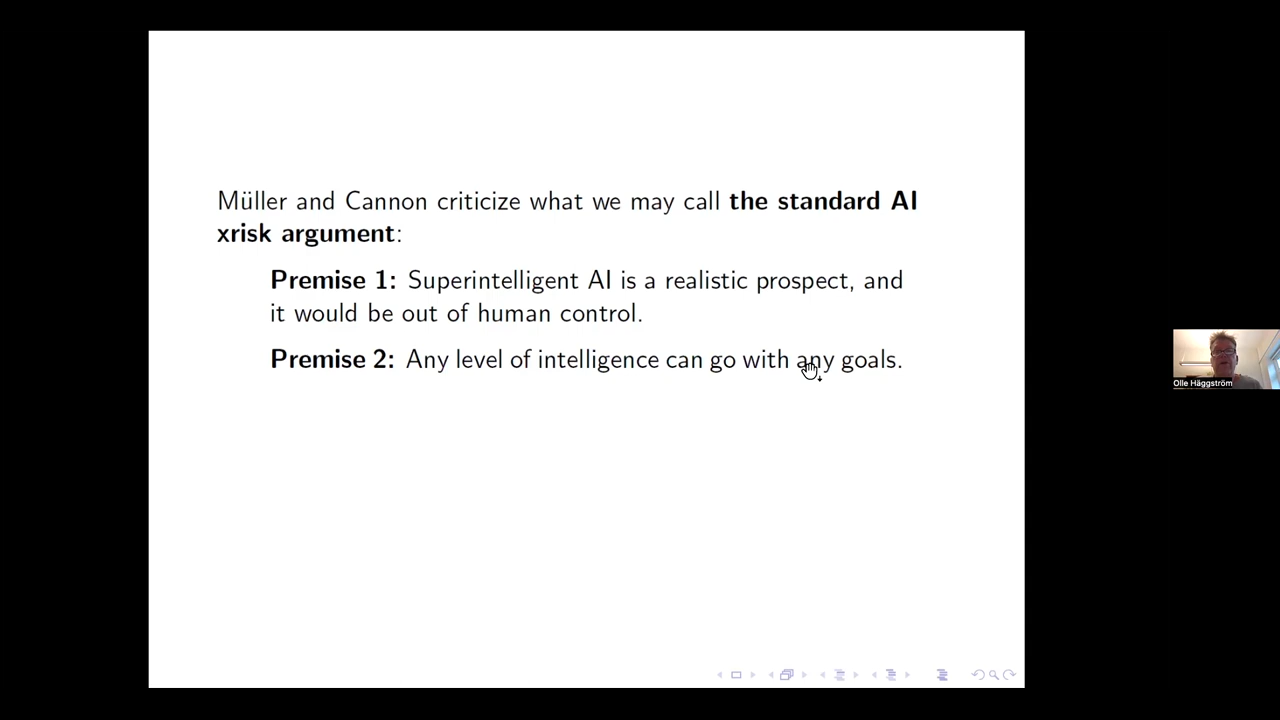 Müller and Cannon criticize what we may call the standard AI
xrisk argument:
Premise 1: Superintelligent AI is a realistic prospect, and
it would be out of human control.
Premise 2: Any level of intelligence can go with any goals.
Olle Häggström